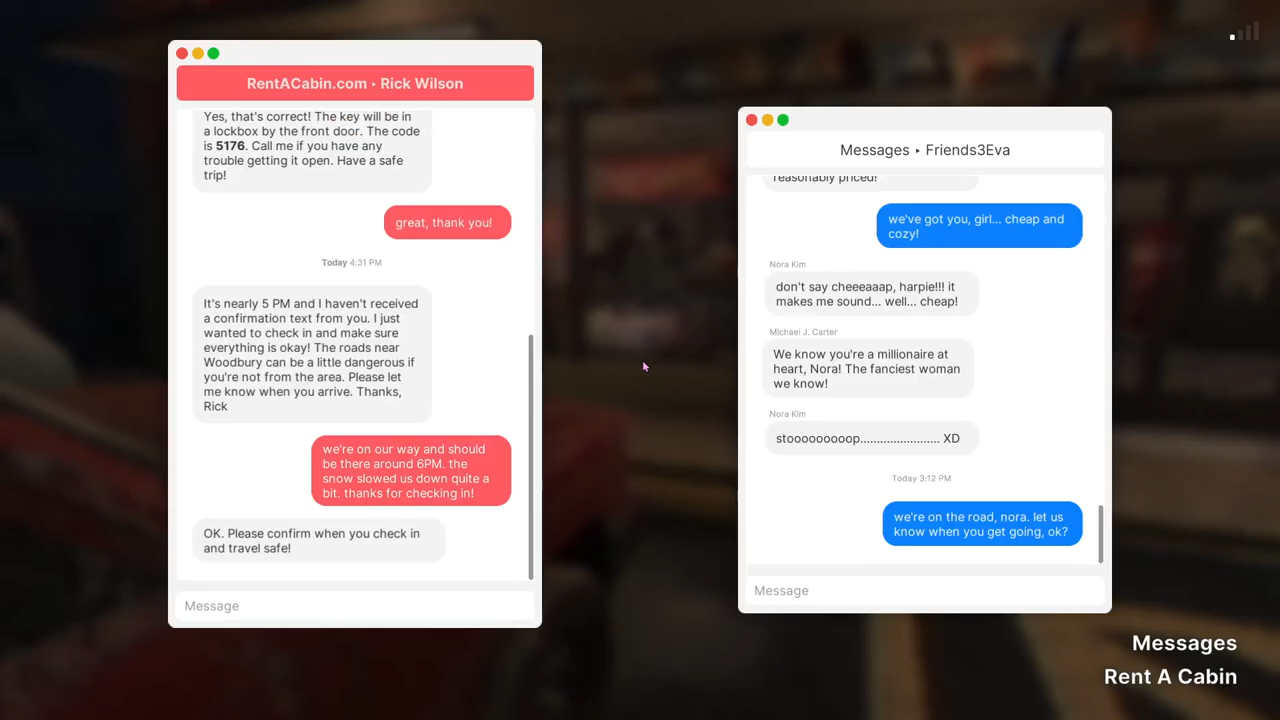 RentACabin.com ▸ Rick Wilson
Yes, that's correct! The key will be in
a lockbox by the front door. The code
is 5176. Call me if you have any
trouble getting it open. Have a safe
trip!
great, thank you!
Today 4:31 PM
It's nearly 5 PM and I haven't received
a confirmation text from you. I just
wanted to check in and make sure
everything is okay! The roads near
Woodbury can be a little dangerous if
you're not from the area. Please let
me know when you arrive. Thanks,
Rick
we're on our way and should
be there around 6PM. the
snow slowed us down quite a
bit. thanks for checking in!
OK. Please confirm when you check in
and travel safe!
Message
Messages ▸ Friends3Eva
reasonably priced!
we've got you, girl... cheap and
cozy!
Nora Kim
don't say cheeeaaap, harpie!!! it
makes me sound... well... cheap!
Michael J. Carter
We know you're a millionaire at
heart, Nora! The fanciest woman
we know!
Nora Kim
stooooooooop........................ XD
Today 3:12 PM
we're on the road, nora. let us
know when you get going, ok?
Message
Messages
Rent A Cabin